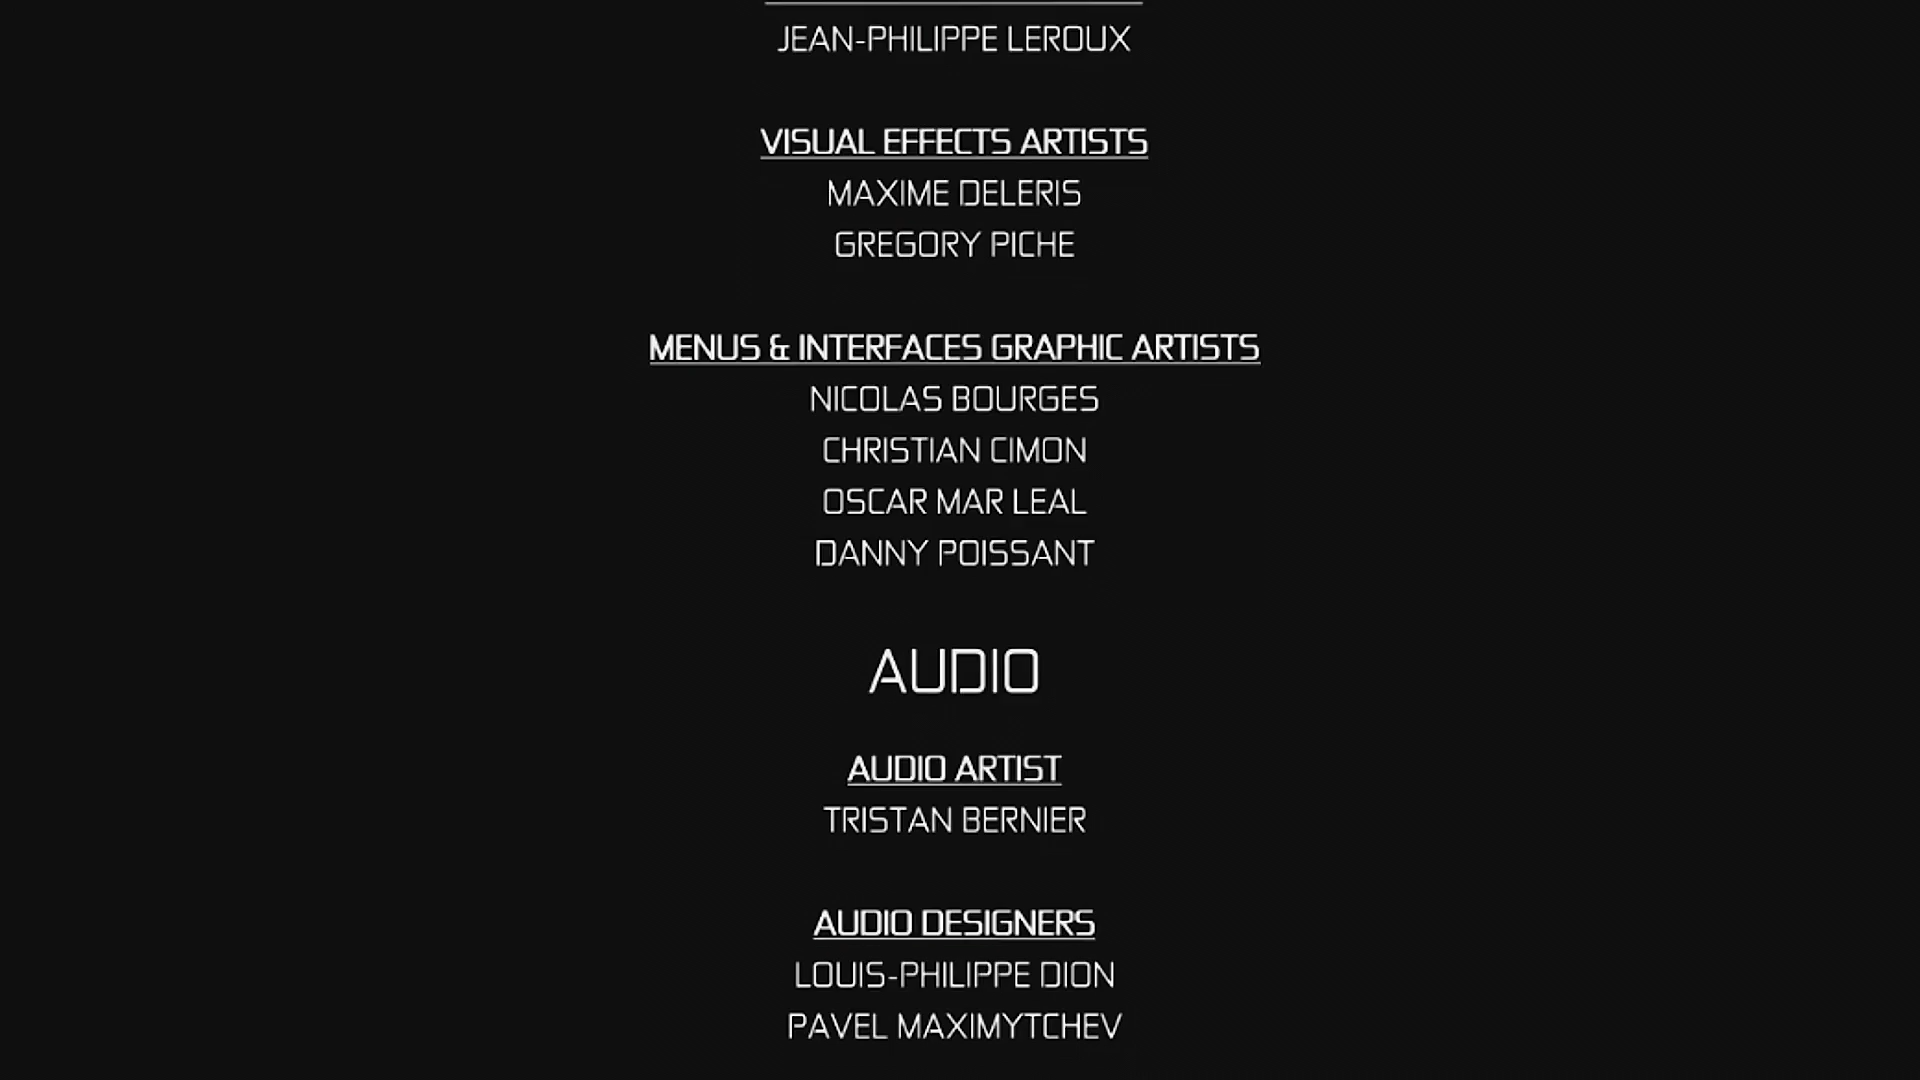 JEAN-PHILIPPE LEROUX
VISUAL EFFECTS ARTISTS
MAXIME DELERIS
GREGORY PICHE
MENUS & INTERFACES GRAPHIC ARTISTS
NICOLAS BOURGES
CHRISTIAN CIMON
OSCAR MAR LEAL
DANNY POISSANT
AUDIO
AUDIO ARTIST
TRISTAN BERNIER
AUDIO DESIGNERS
LOUIS-PHILIPPE DION
PAVEL MAXIMYTCHEV